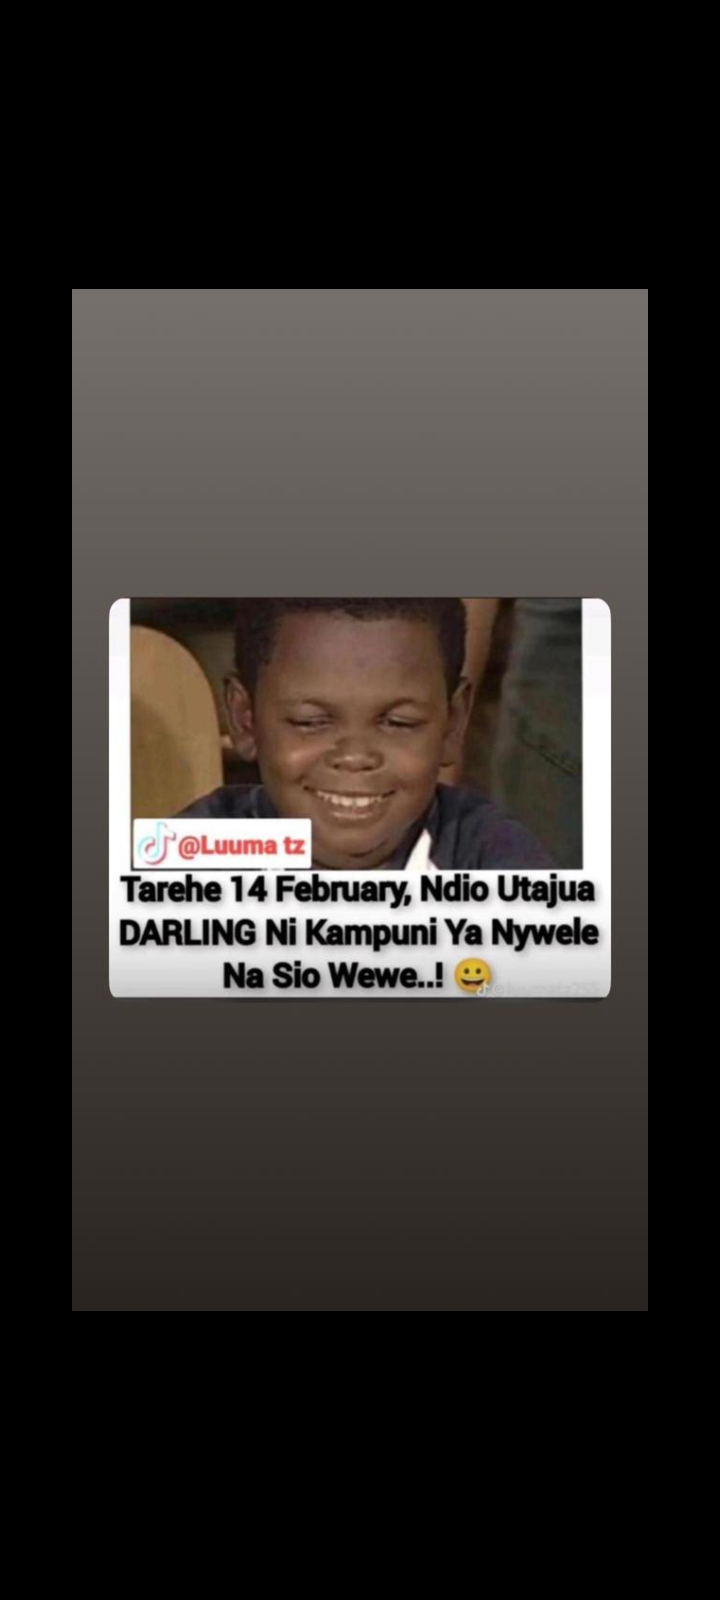 @Luuma tz
Tarehe 14 February, Ndio Utajua
DARLING Ni Kampuni Ya Nywele
Na Sio Wewe..! 😀